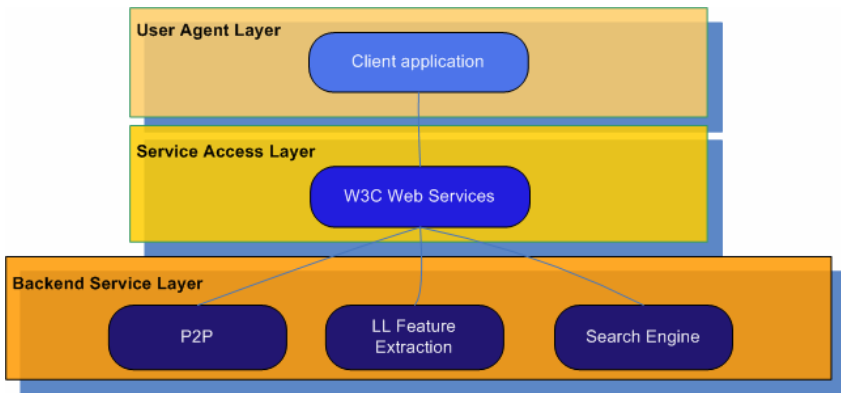 User Agent Layer
Client application
Service Access Layer
W3C Web Services
Backend Service Layer
P2P
LL Feature
Extraction
Search Engine